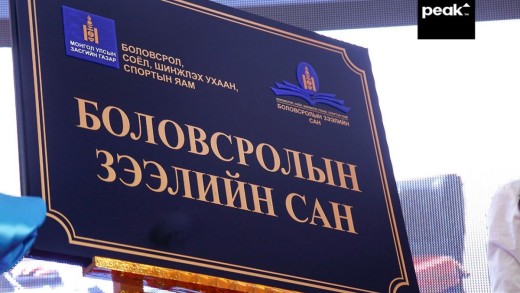 peak
МОНГОЛ УЛСЫН
ЗАСГИЙН ГАЗАР
БОЛОВСРОЛ,
СОЁЛ, ШИНЖЛЭХ УХААН,
СПОРТЫН ЯАМ
БОЛОВСРОЛЫН ЗЭЭЛИЙН
САН
БОЛОВСРОЛЫН
ЗЭЭЛИЙН САН